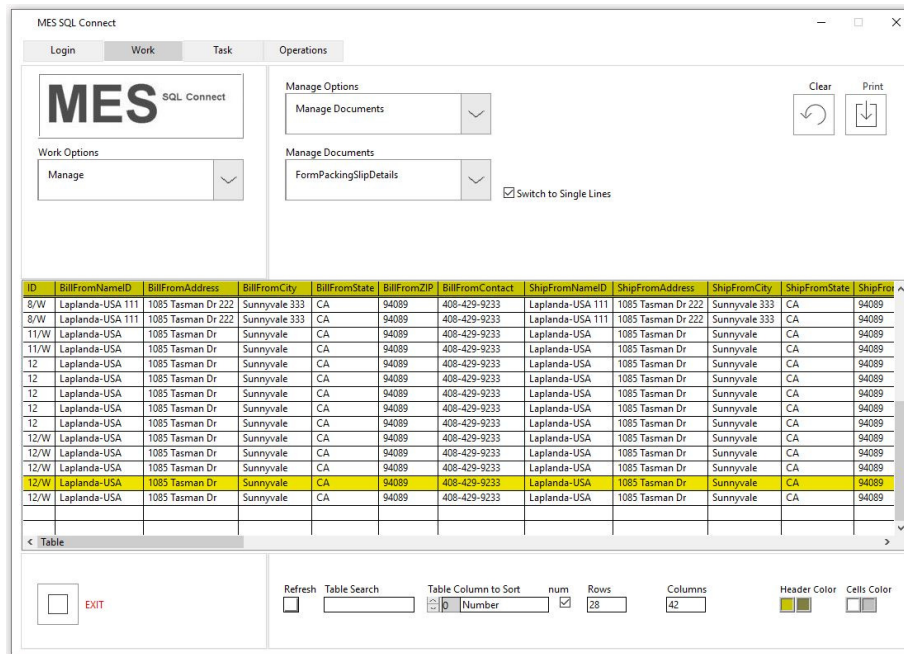 MES SQL Connect
Login Work Task Operations
MES SQL Connect
Manage Options
Manage Documents
Clear Print
Work Options
Manage
Manage Documents
FormPackingSlipDetails
Switch to Single Lines
ID BillFromNameID BillFromAddress BillFromCity BillFromState BillFromZIP BillFromContact ShipFromNameID ShipFromAddress ShipFromCity ShipFromState ShipFror
8/W Laplanda-USA 111 1085 Tasman Dr 222 Sunnyvale 333 CA 94089 408-429-9233 Laplanda-USA 111 1085 Tasman Dr 222 Sunnyvale 333 CA 94089
8/W Laplanda-USA 111 1085 Tasman Dr 222 Sunnyvale 333 CA 94089 408-429-9233 Laplanda-USA 111 1085 Tasman Dr 222 Sunnyvale 333 CA 94089
11/W Laplanda-USA 1085 Tasman Dr Sunnyvale CA 94089 408-429-9233 Laplanda-USA 1085 Tasman Dr Sunnyvale CA 94089
11/W Laplanda-USA 1085 Tasman Dr Sunnyvale CA 94089 408-429-9233 Laplanda-USA 1085 Tasman Dr Sunnyvale CA 94089
12 Laplanda-USA 1085 Tasman Dr Sunnyvale CA 94089 408-429-9233 Laplanda-USA 1085 Tasman Dr Sunnyvale CA 94089
12 Laplanda-USA 1085 Tasman Dr Sunnyvale CA 94089 408-429-9233 Laplanda-USA 1085 Tasman Dr Sunnyvale CA 94089
12 Laplanda-USA 1085 Tasman Dr Sunnyvale CA 94089 408-429-9233 Laplanda-USA 1085 Tasman Dr Sunnyvale CA 94089
12 Laplanda-USA 1085 Tasman Dr Sunnyvale CA 94089 408-429-9233 Laplanda-USA 1085 Tasman Dr Sunnyvale CA 94089
12 Laplanda-USA 1085 Tasman Dr Sunnyvale CA 94089 408-429-9233 Laplanda-USA 1085 Tasman Dr Sunnyvale CA 94089
12/W Laplanda-USA 1085 Tasman Dr Sunnyvale CA 94089 408-429-9233 Laplanda-USA 1085 Tasman Dr Sunnyvale CA 94089
12/W Laplanda-USA 1085 Tasman Dr Sunnyvale CA 94089 408-429-9233 Laplanda-USA 1085 Tasman Dr Sunnyvale CA 94089
12/W Laplanda-USA 1085 Tasman Dr Sunnyvale CA 94089 408-429-9233 Laplanda-USA 1085 Tasman Dr Sunnyvale CA 94089
12/W Laplanda-USA 1085 Tasman Dr Sunnyvale CA 94089 408-429-9233 Laplanda-USA 1085 Tasman Dr Sunnyvale CA 94089
12/W Laplanda-USA 1085 Tasman Dr Sunnyvale CA 94089 408-429-9233 Laplanda-USA 1085 Tasman Dr Sunnyvale CA 94089
Table
EXIT
Refresh Table Search Table Column to Sort num Rows Columns Header Color Cells Color
0 Number 28 42